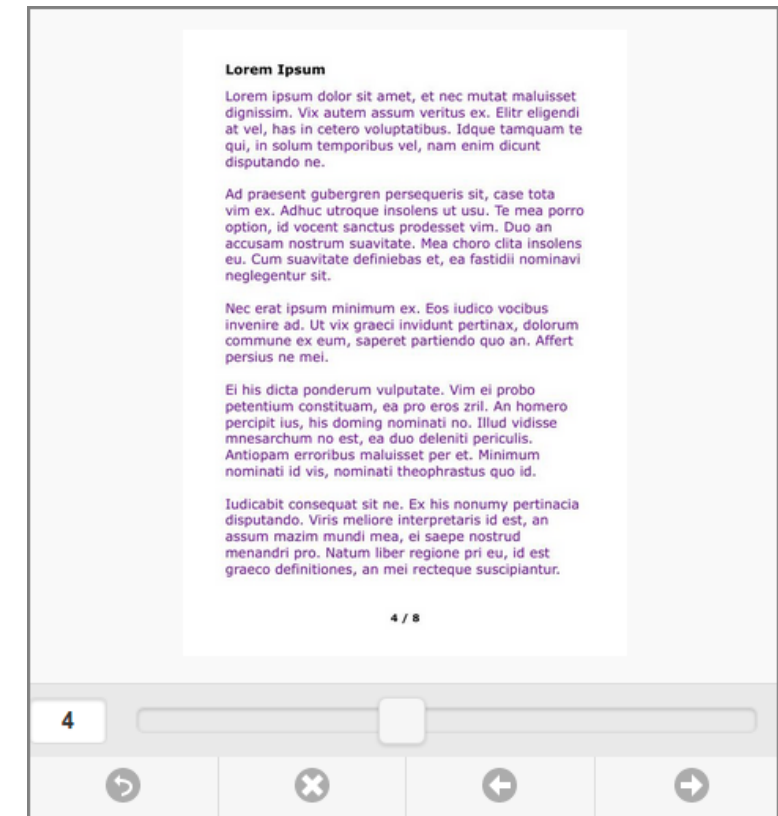 Lorem Ipsum
Lorem ipsum dolor sit amet, et nec mutat maluisset
dignissim. Vix autem assum veritus ex. Elitr eligendi
at vel, has in cetero voluptatibus. Idque tamquam te
qui, in solum temporibus vel, nam enim dicunt
disputando ne.
Ad praesent gubergren persequeris sit, case tota
vim ex. Adhuc utroque insolens ut usu. Te mea porro
option, id vocent sanctus prodesset vim. Duo an
accusam nostrum suavitate. Mea choro clita insolens
eu. Cum suavitate definiebas et, ea fastidii nominavi
neglegentur sit.
Nec erat ipsum minimum ex. Eos iudico vocibus
invenire ad. Ut vix graeci invidunt pertinax, dolorum
commune ex eum, saperet partiendo quo an. Affert
persius ne mei.
Ei his dicta ponderum vulputate. Vim ei probo
petentium constituam, ea pro eros zril. An homero
percipit ius, his doming nominati no. Illud vidisse
mnesarchum no est, ea duo deleniti periculis.
Antiopam erroribus maluisset per et. Minimum
nominati id vis, nominati theophrastus quo id.
Iudicabit consequat sit ne. Ex his nonumy pertinacia
disputando. Viris meliore interpretaris id est, an
assum mazim mundi mea, ei saepe nostrud
menandri pro. Natum liber regione pri eu, id est
graeco definitiones, an mei recteque suscipiantur.
4 / 8
4